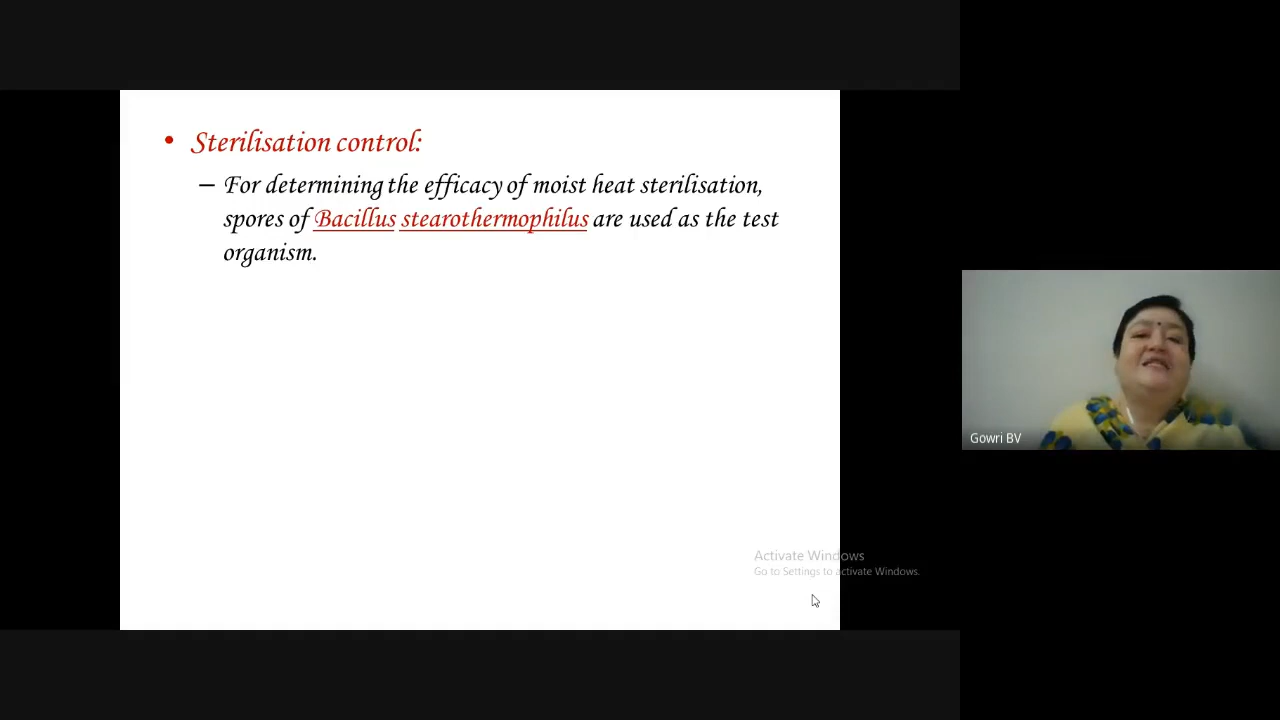 • Sterilisation control:
– For determining the efficacy of moist heat sterilisation,
spores of Bacillus stearothermophilus are used as the test
organism.
Gowri BV
Activate Windows
Go to Settings to activate Windows.